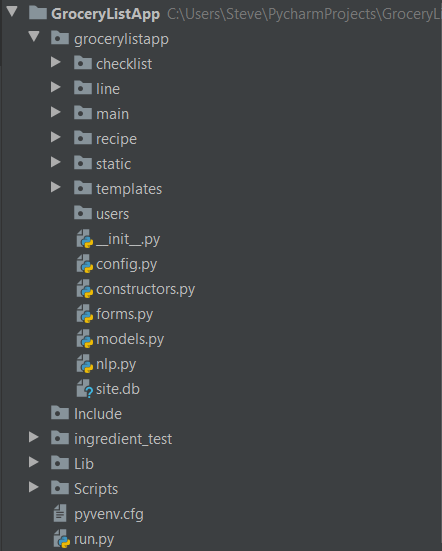 GroceryListApp C:\Users\Steve\PycharmProjects\GroceryLi
grocerylistapp
checklist
line
main
recipe
static
templates
users
__init__.py
config.py
constructors.py
forms.py
models.py
nlp.py
site.db
Include
ingredient_test
Lib
Scripts
pyvenv.cfg
run.py